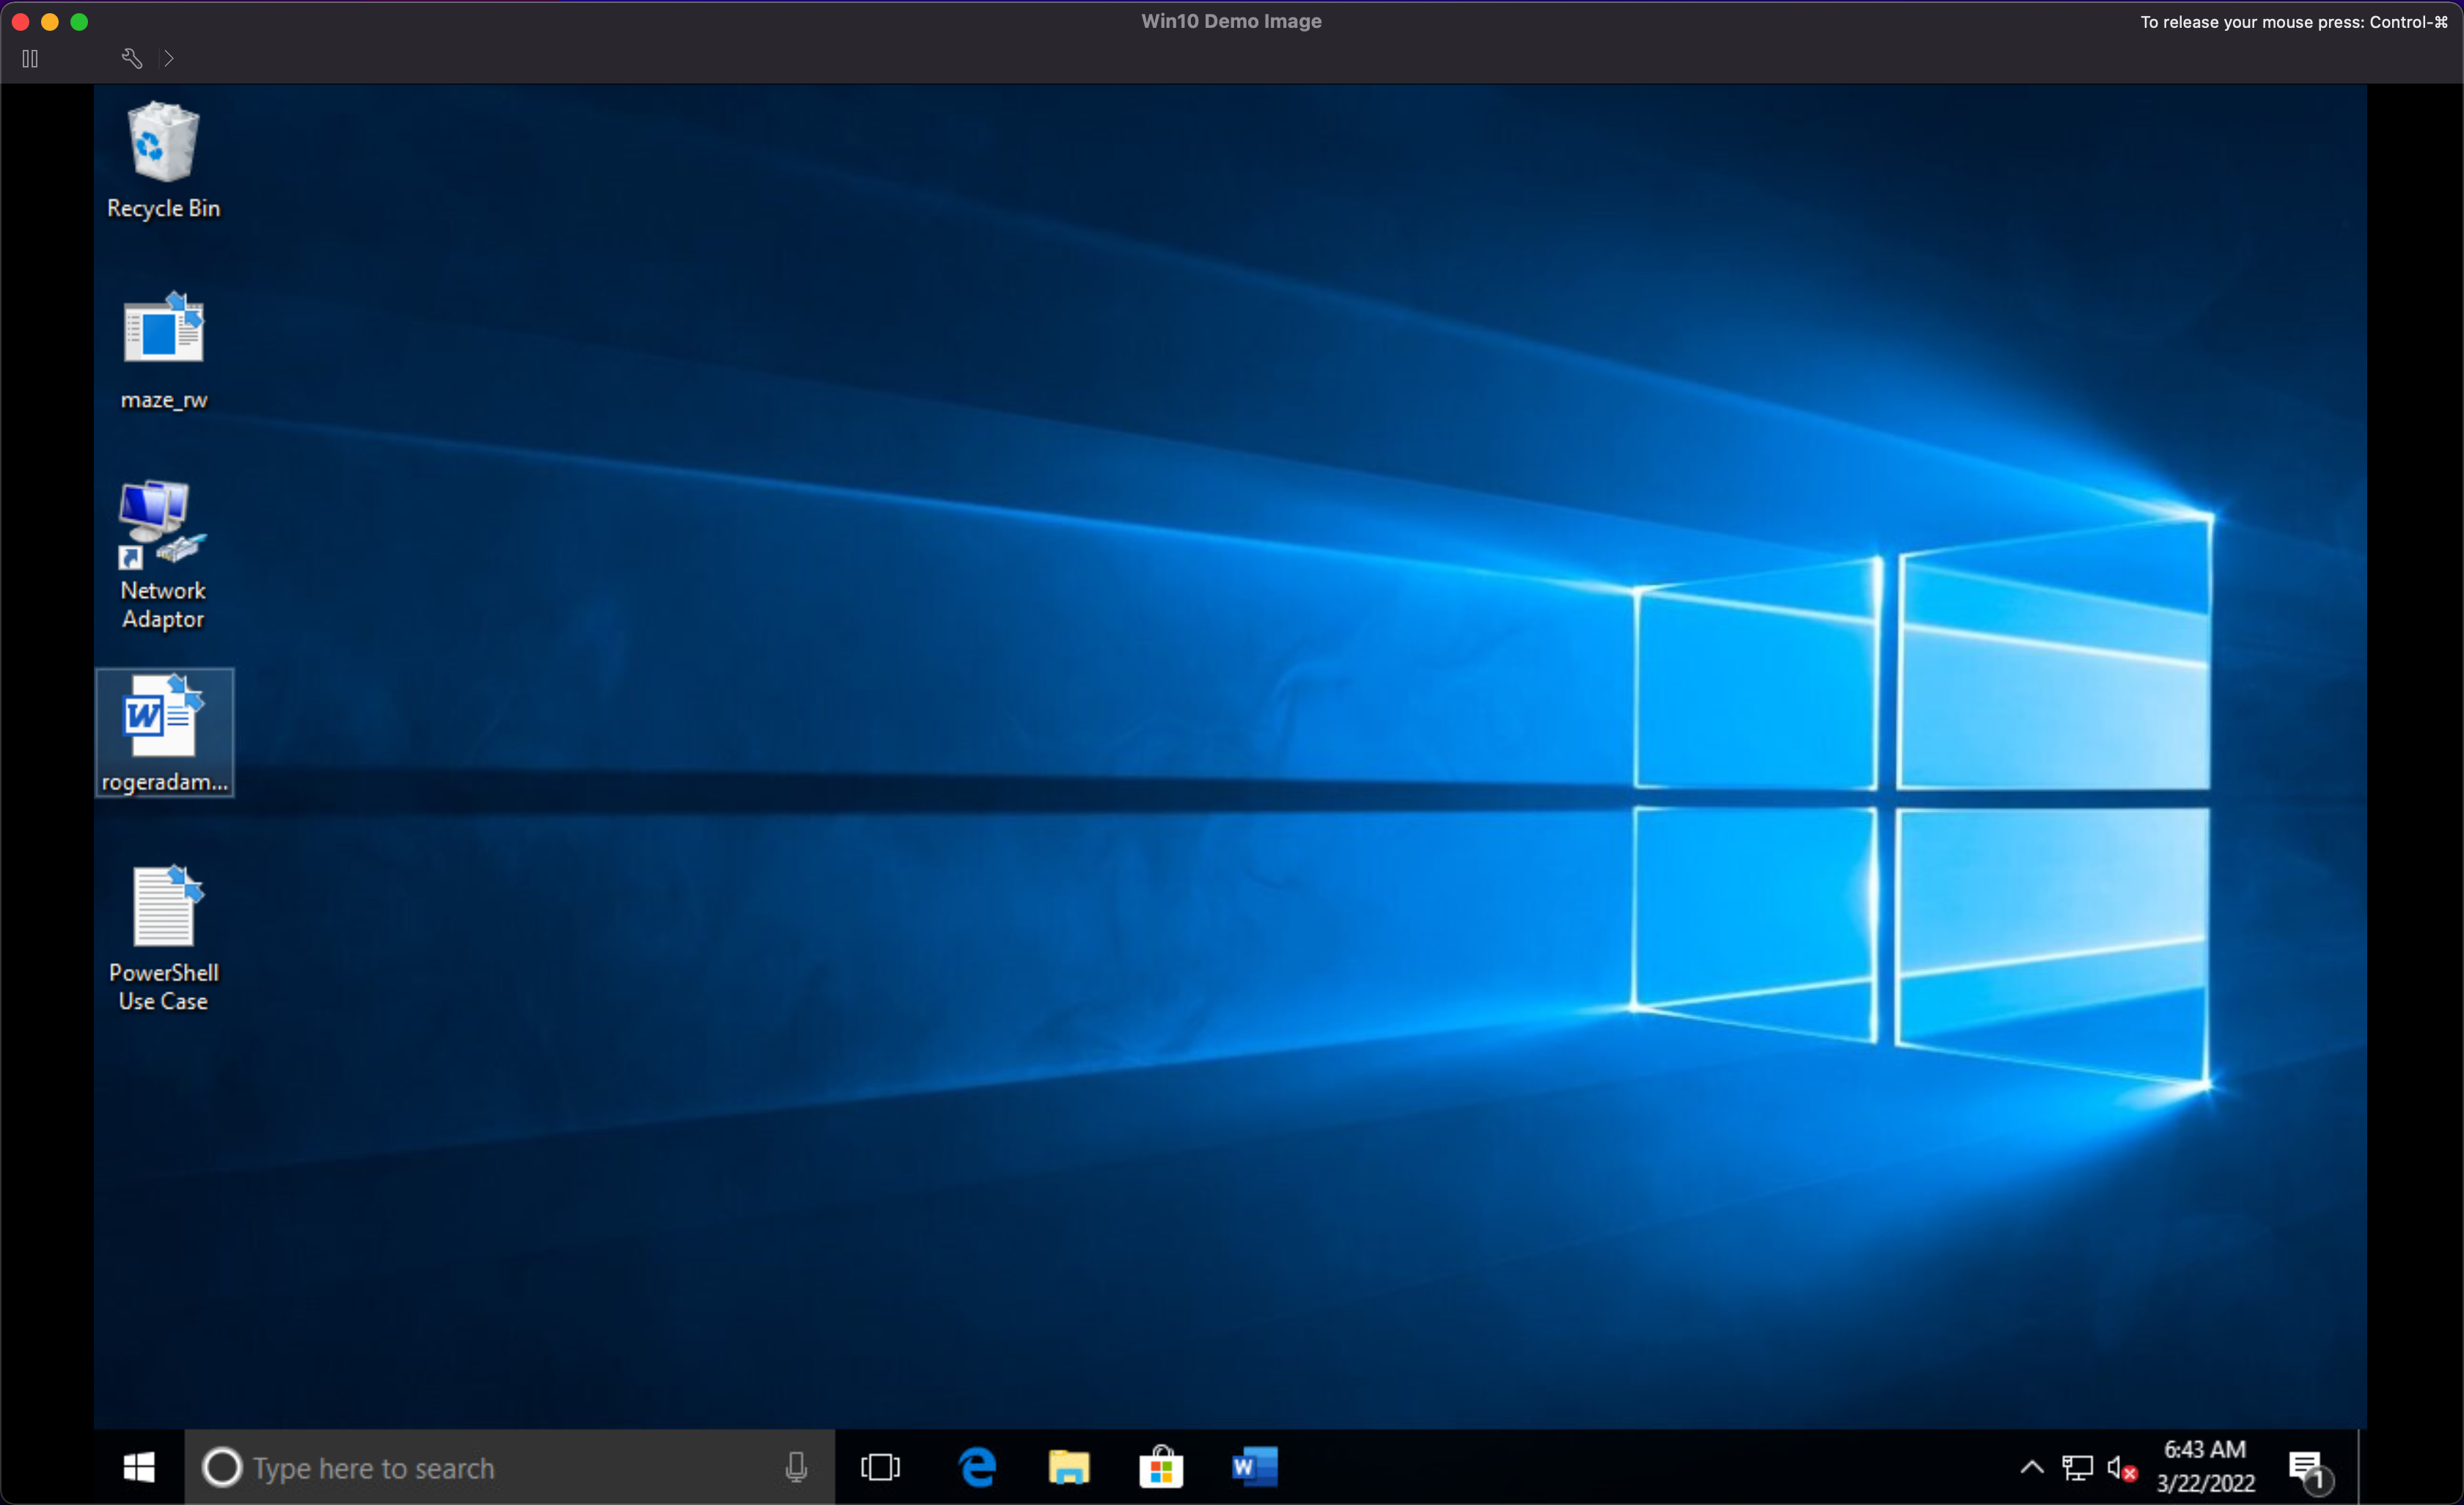 Win10 Demo Image
To release your mouse press: Control-⌘
Recycle Bin
maze_rw
Network
Adaptor
rogeradam...
PowerShell
Use Case
Type here to search
6:43 AM
3/22/2022
1